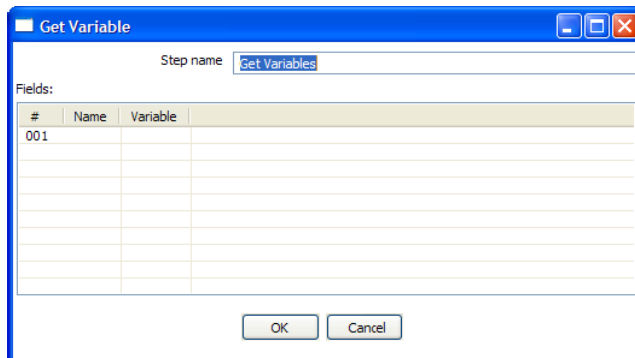 Get Variable
Step name Get Variables
Fields:
# Name Variable
001
OK Cancel